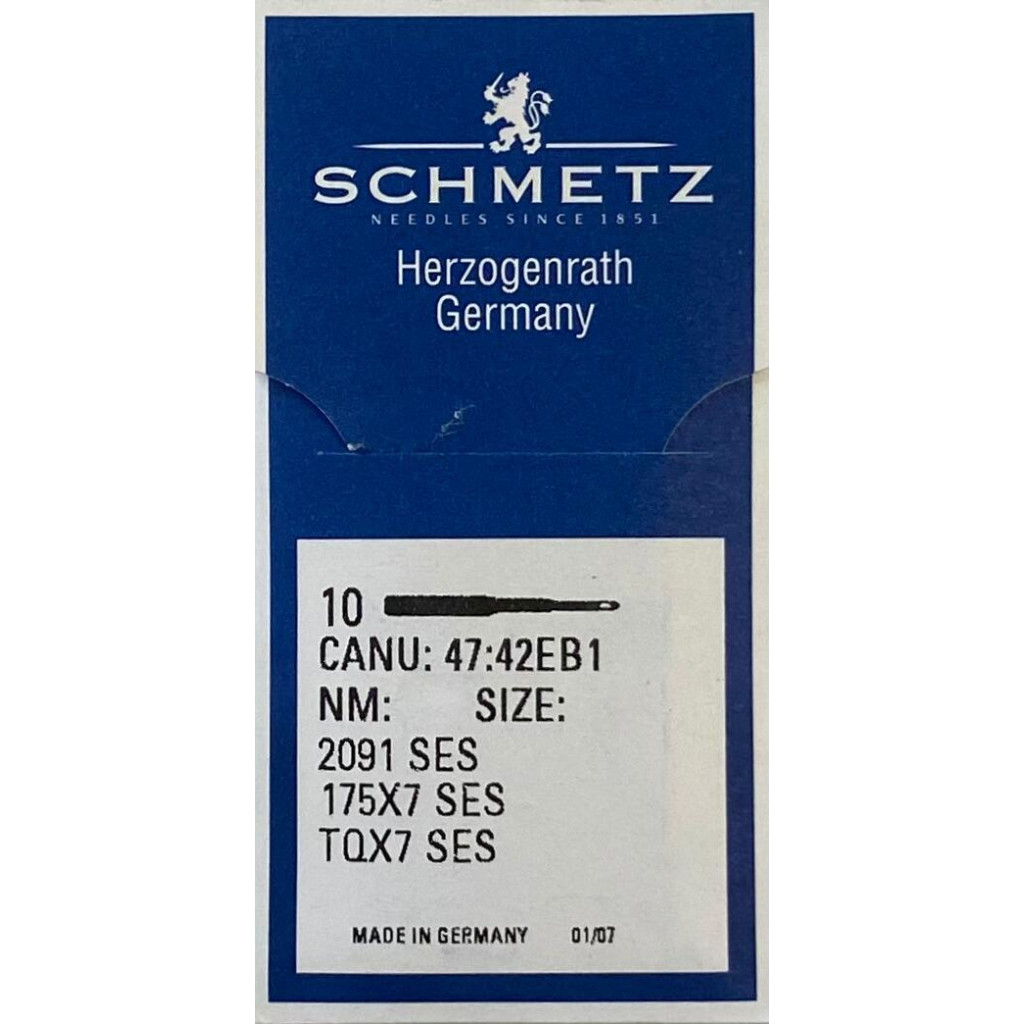 SCHMETZ
NEEDLES SINCE 1851
Herzogenrath
Germany
10
CANU: 47:42EB1
NM: SIZE:
2091 SES
175X7 SES
TQX7 SES
MADE IN GERMANY 01/07